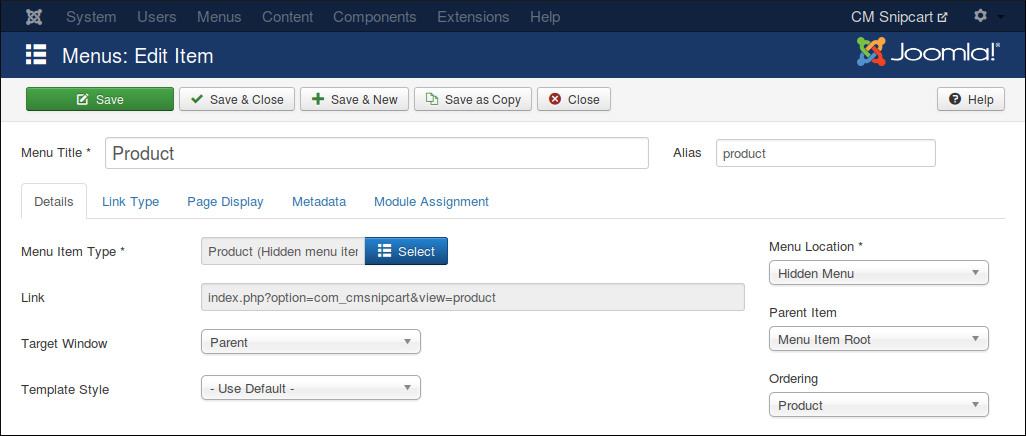 System Users Menus Content Components Extensions Help CM Snipcart
Menus: Edit Item Joomla!®
Save Save & Close Save & New Save as Copy Close Help
Menu Title * Product Alias product
Details Link Type Page Display Metadata Module Assignment
Menu Item Type * Product (Hidden menu iter Select
Link index.php?option=com_cmsnipcart&view=product
Target Window Parent
Template Style - Use Default -
Menu Location *
Hidden Menu
Parent Item
Menu Item Root
Ordering
Product